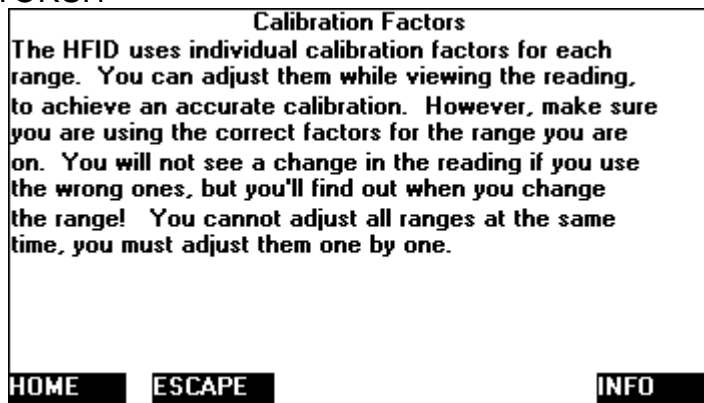 Calibration Factors
The HFID uses individual calibration factors for each
range. You can adjust them while viewing the reading,
to achieve an accurate calibration. However, make sure
you are using the correct factors for the range you are
on. You will not see a change in the reading if you use
the wrong ones, but you'll find out when you change
the range! You cannot adjust all ranges at the same
time, you must adjust them one by one.
HOME ESCAPE INFO